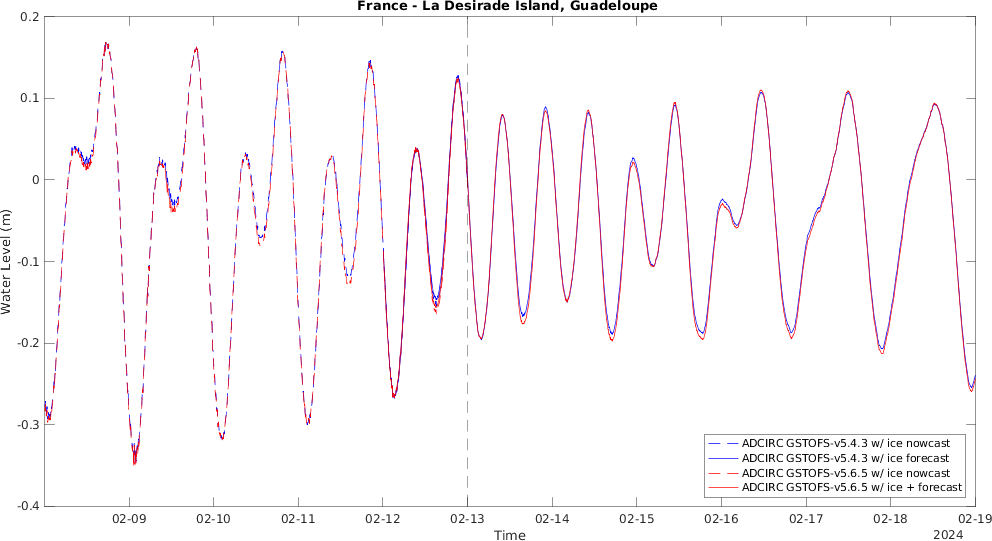 France - La Desirade Island, Guadeloupe
0.2
0.1
0
-0.1
-0.2
-0.3
-0.4
Water Level (m)
ADCIRC GSTOFS-v5.4.3 w/ ice nowcast
ADCIRC GSTOFS-v5.4.3 w/ ice forecast
ADCIRC GSTOFS-v5.6.5 w/ ice nowcast
ADCIRC GSTOFS-v5.6.5 w/ ice + forecast
02-09 02-10 02-11 02-12 02-13 02-14 02-15 02-16 02-17 02-18 02-19
Time
2024